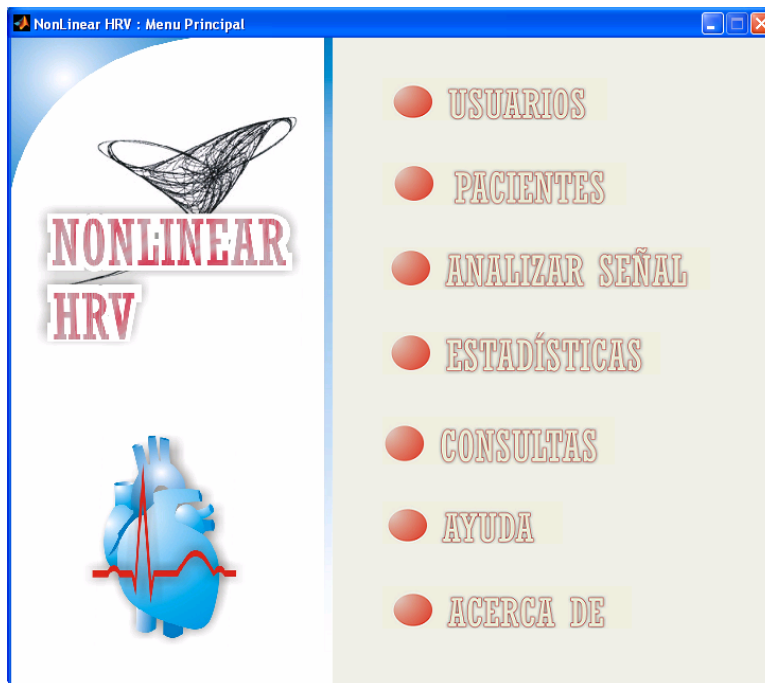 NonLinear HRV : Menu Principal
NONLINEAR
HRV
USUARIOS
PACIENTES
ANALIZAR SEÑAL
ESTADÍSTICAS
CONSULTAS
AYUDA
ACERCA DE